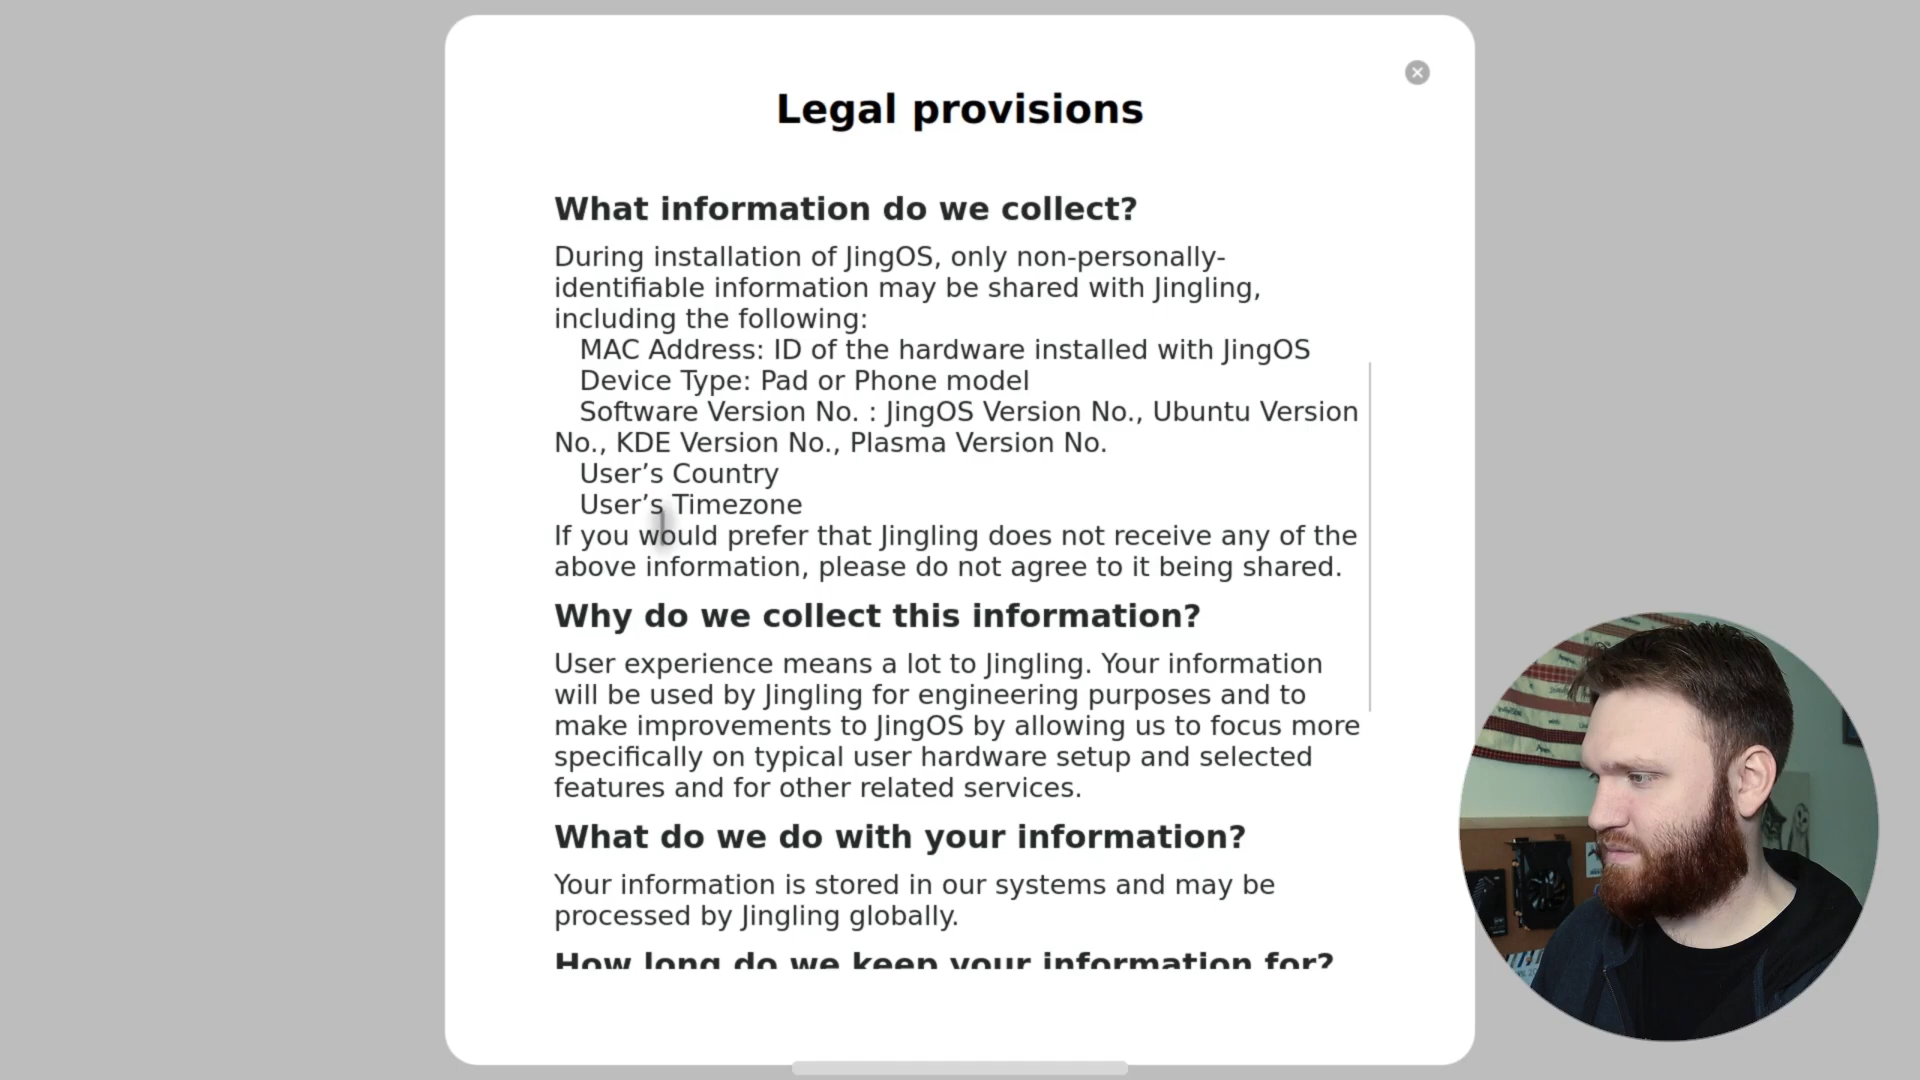 Legal provisions
What information do we collect?
During installation of JingOS, only non-personally-
identifiable information may be shared with Jingling,
including the following:
MAC Address: ID of the hardware installed with JingOS
Device Type: Pad or Phone model
Software Version No. : JingOS Version No., Ubuntu Version
No., KDE Version No., Plasma Version No.
User’s Country
User’s Timezone
If you would prefer that Jingling does not receive any of the
above information, please do not agree to it being shared.
Why do we collect this information?
User experience means a lot to Jingling. Your information
will be used by Jingling for engineering purposes and to
make improvements to JingOS by allowing us to focus more
specifically on typical user hardware setup and selected
features and for other related services.
What do we do with your information?
Your information is stored in our systems and may be
processed by Jingling globally.
How long do we keep your information for?